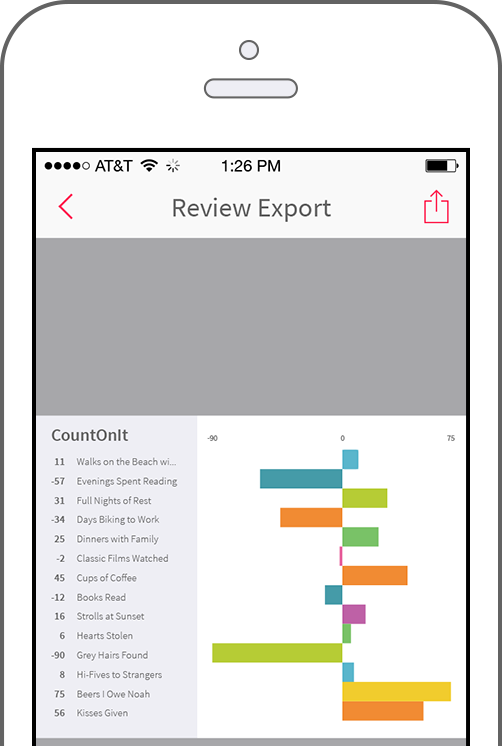 AT&T 1:26 PM
Review Export
CountOnIt
-90 0 75
11 Walks on the Beach wi...
-57 Evenings Spent Reading
31 Full Nights of Rest
-34 Days Biking to Work
25 Dinners with Family
-2 Classic Films Watched
45 Cups of Coffee
-12 Books Read
16 Strolls at Sunset
6 Hearts Stolen
-90 Grey Hairs Found
8 Hi-Fives to Strangers
75 Beers I Owe Noah
56 Kisses Given